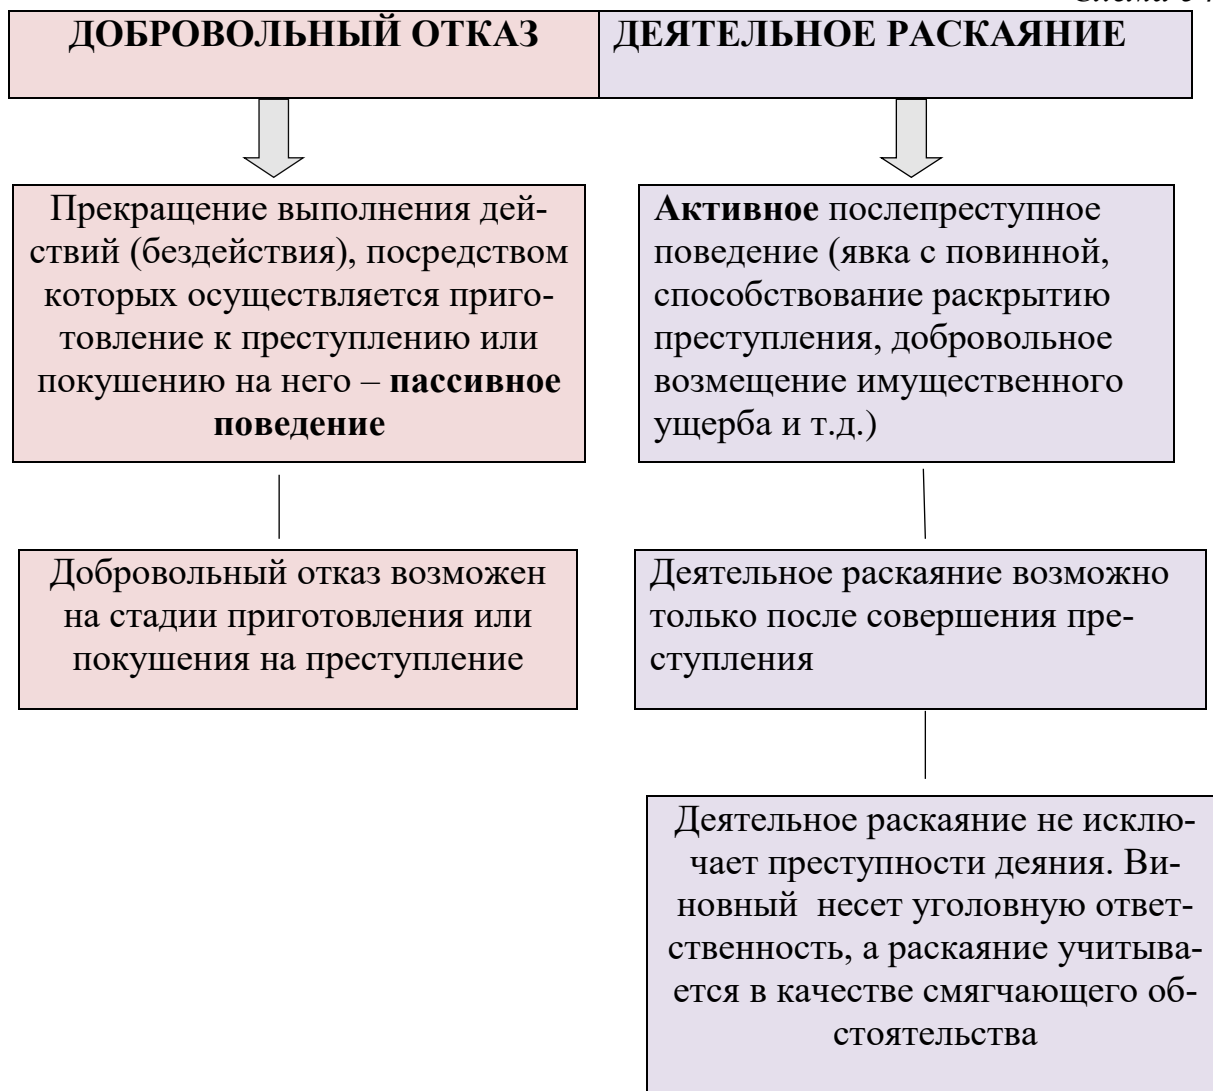 ДОБРОВОЛЬНЫЙ ОТКАЗ
ДЕЯТЕЛЬНОЕ РАСКАЯНИЕ
Прекращение выполнения дей-
ствий (бездействия), посредством
которых осуществляется приго-
товление к преступлению или
покушению на него – пассивное
поведение
Активное послепреступное
поведение (явка с повинной,
способствование раскрытию
преступления, добровольное
возмещение имущественного
ущерба и т.д.)
Добровольный отказ возможен
на стадии приготовления или
покушения на преступление
Деятельное раскаяние возможно
только после совершения пре-
ступления
Деятельное раскаяние не исклю-
чает преступности деяния. Ви-
новный  несет уголовную ответ-
ственность, а раскаяние учитыва-
ется в качестве смягчающего об-
стоятельства